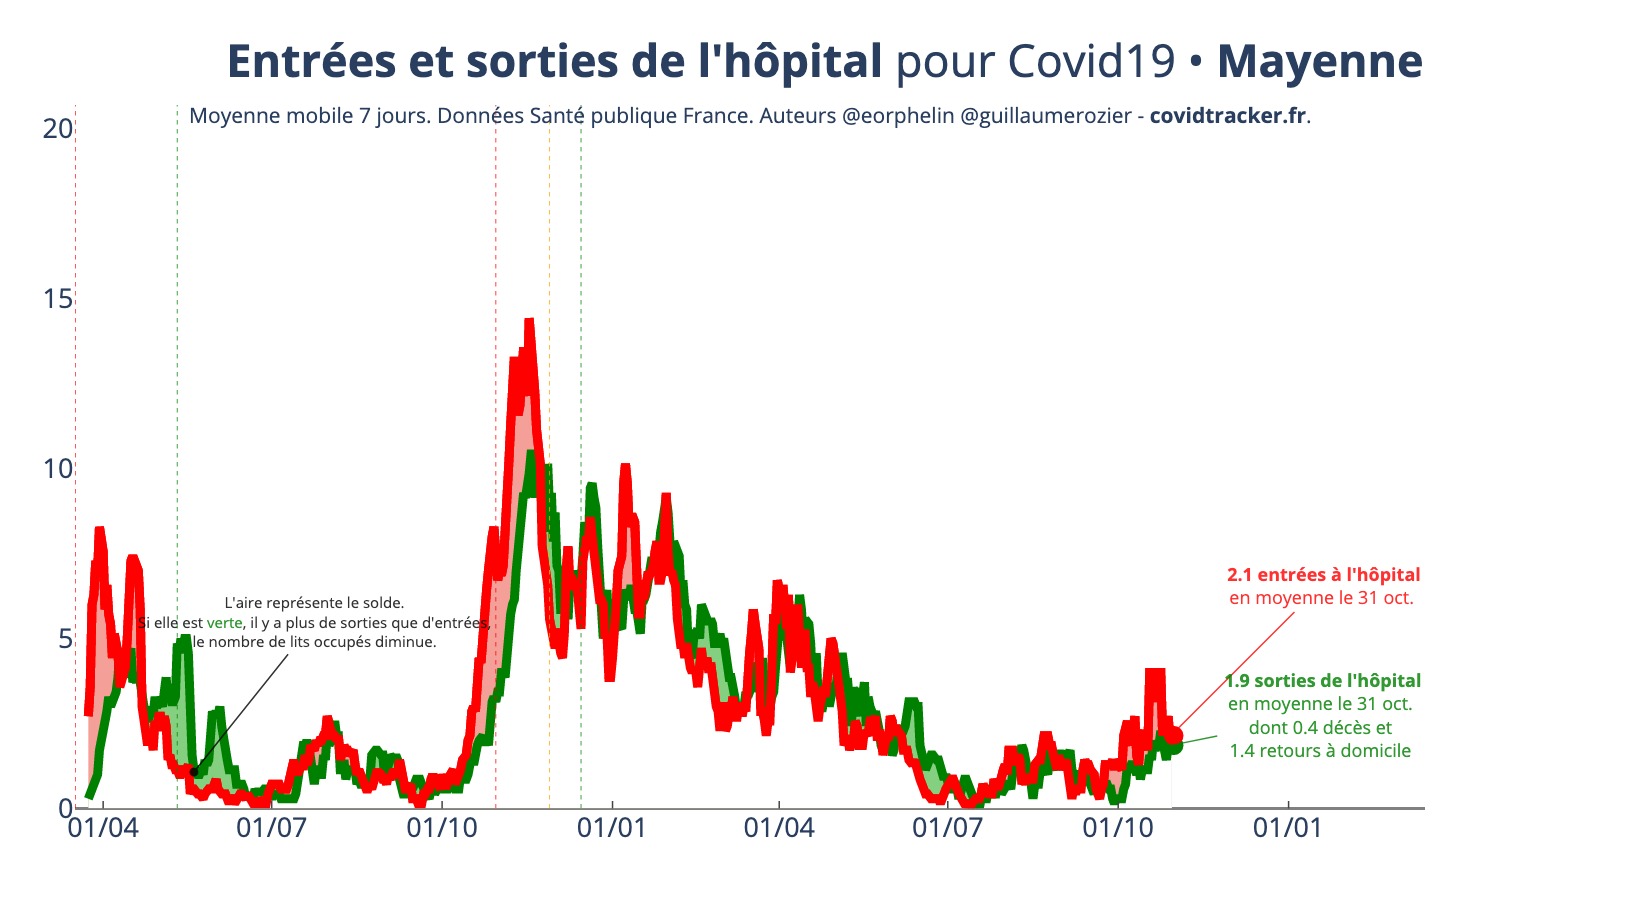 Entrées et sorties de l'hôpital pour Covid19 • Mayenne
Moyenne mobile 7 jours. Données Santé publique France. Auteurs @eorphelin @guillaumerozier - covidtracker.fr.
20
15
10
5
0
L'aire représente le solde.
Si elle est verte, il y a plus de sorties que d'entrées,
le nombre de lits occupés diminue.
2.1 entrées à l'hôpital
en moyenne le 31 oct.
1.9 sorties de l'hôpital
en moyenne le 31 oct.
dont 0.4 décès et
1.4 retours à domicile
01/04 01/07 01/10 01/01 01/04 01/07 01/10 01/01